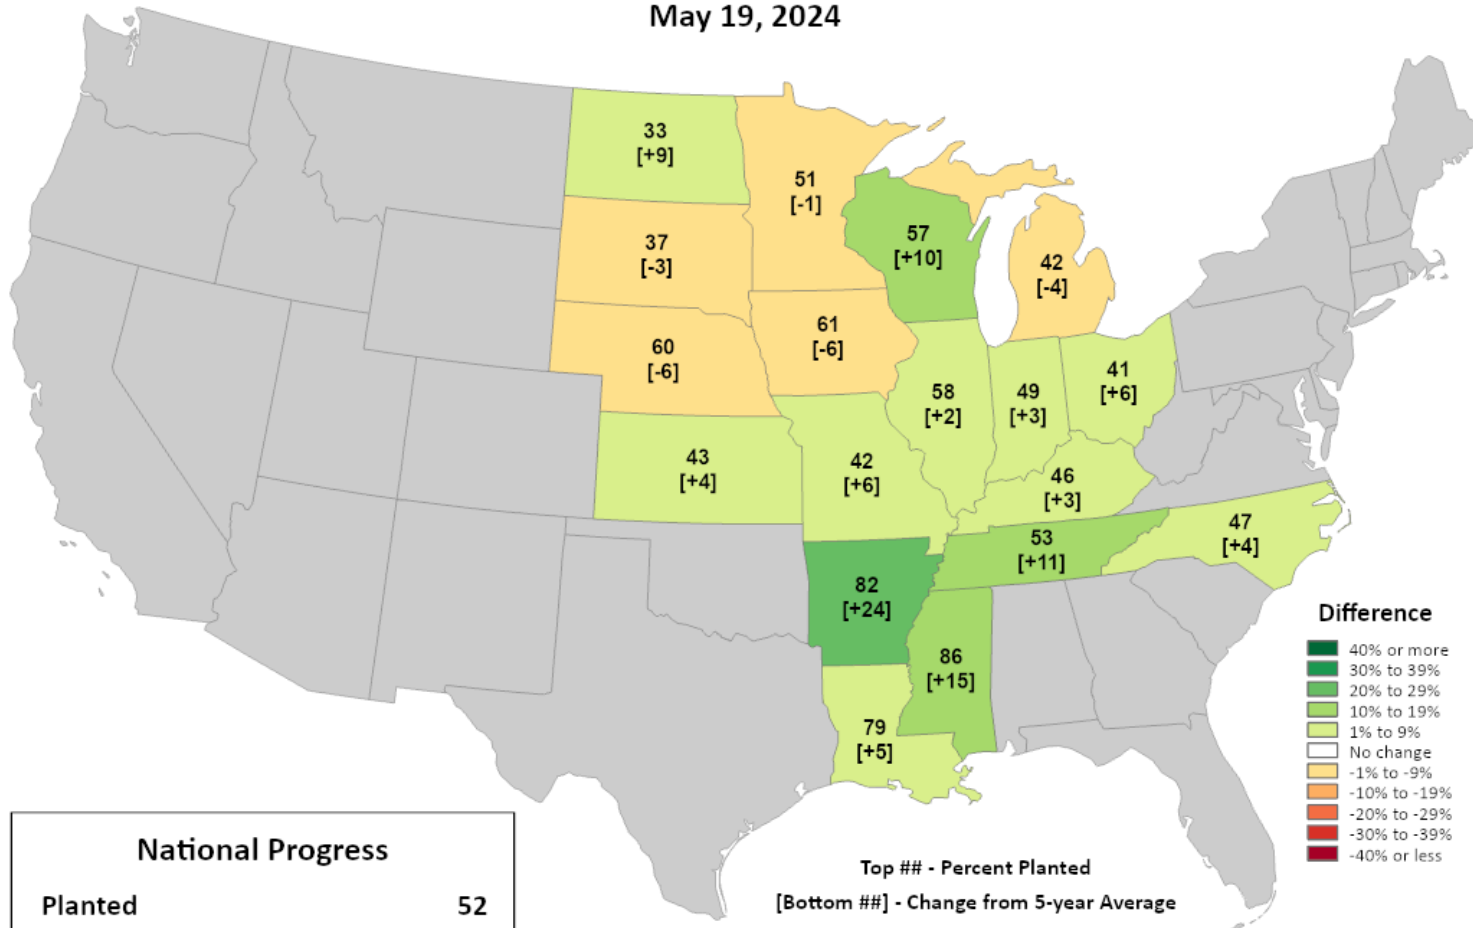 May 19, 2024
33
[+9]
51
[-1]
57
[+10]
37
[-3]
42
[-4]
61
[-6]
60
[-6]
58
[+2]
49
[+3]
41
[+6]
43
[+4]
42
[+6]
46
[+3]
47
[+4]
53
[+11]
82
[+24]
86
[+15]
79
[+5]
Difference
40% or more
30% to 39%
20% to 29%
10% to 19%
1% to 9%
No change
-1% to -9%
-10% to -19%
-20% to -29%
-30% to -39%
-40% or less
National Progress
Planted 52
Top ## - Percent Planted
[Bottom ##] - Change from 5-year Average